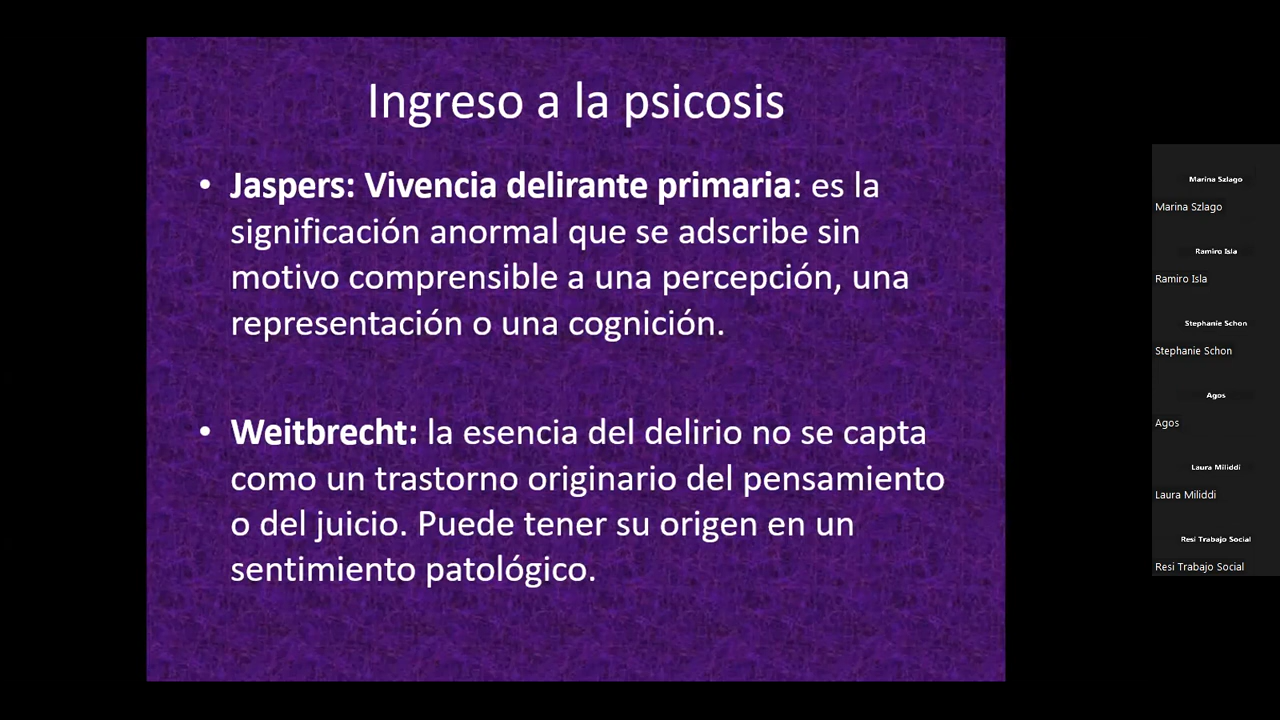 Ingreso a la psicosis
• Jaspers: Vivencia delirante primaria: es la
significación anormal que se adscribe sin
motivo comprensible a una percepción, una
representación o una cognición.
• Weitbrecht: la esencia del delirio no se capta
como un trastorno originario del pensamiento
o del juicio. Puede tener su origen en un
sentimiento patológico.
Marina Szlago
Marina Szlago
Ramiro Isla
Ramiro Isla
Stephanie Schon
Stephanie Schon
Agos
Agos
Laura Miliddi
Laura Miliddi
Resi Trabajo Social
Resi Trabajo Social